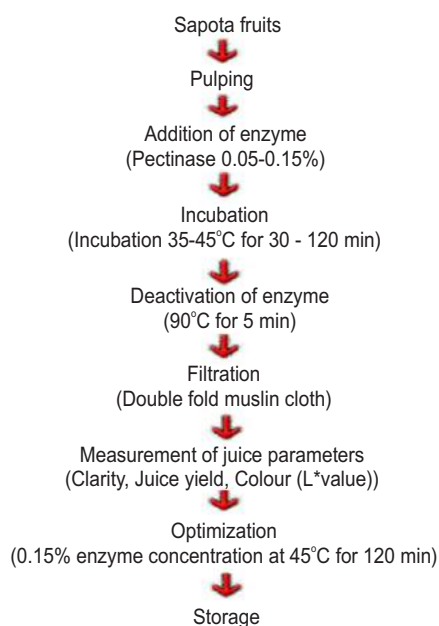 Sapota fruits
Pulping
Addition of enzyme
(Pectinase 0.05-0.15%)
Incubation
(Incubation 35-45°C for 30 - 120 min)
Deactivation of enzyme
(90°C for 5 min)
Filtration
(Double fold muslin cloth)
Measurement of juice parameters
(Clarity, Juice yield, Colour (L*value))
Optimization
(0.15% enzyme concentration at 45°C for 120 min)
Storage